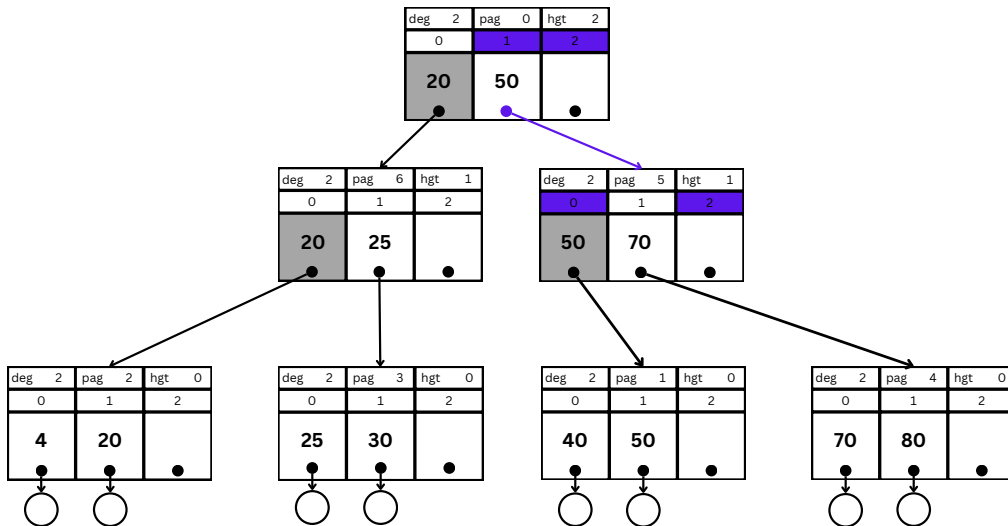 deg 2 pag 0 hgt 2
0 1 2
20 50
deg 2 pag 6 hgt 1
0 1 2
20 25
deg 2 pag 5 hgt 1
0 1 2
50 70
deg 2 pag 2 hgt 0
0 1 2
4 20
deg 2 pag 3 hgt 0
0 1 2
25 30
deg 2 pag 1 hgt 0
0 1 2
40 50
deg 2 pag 4 hgt 0
0 1 2
70 80